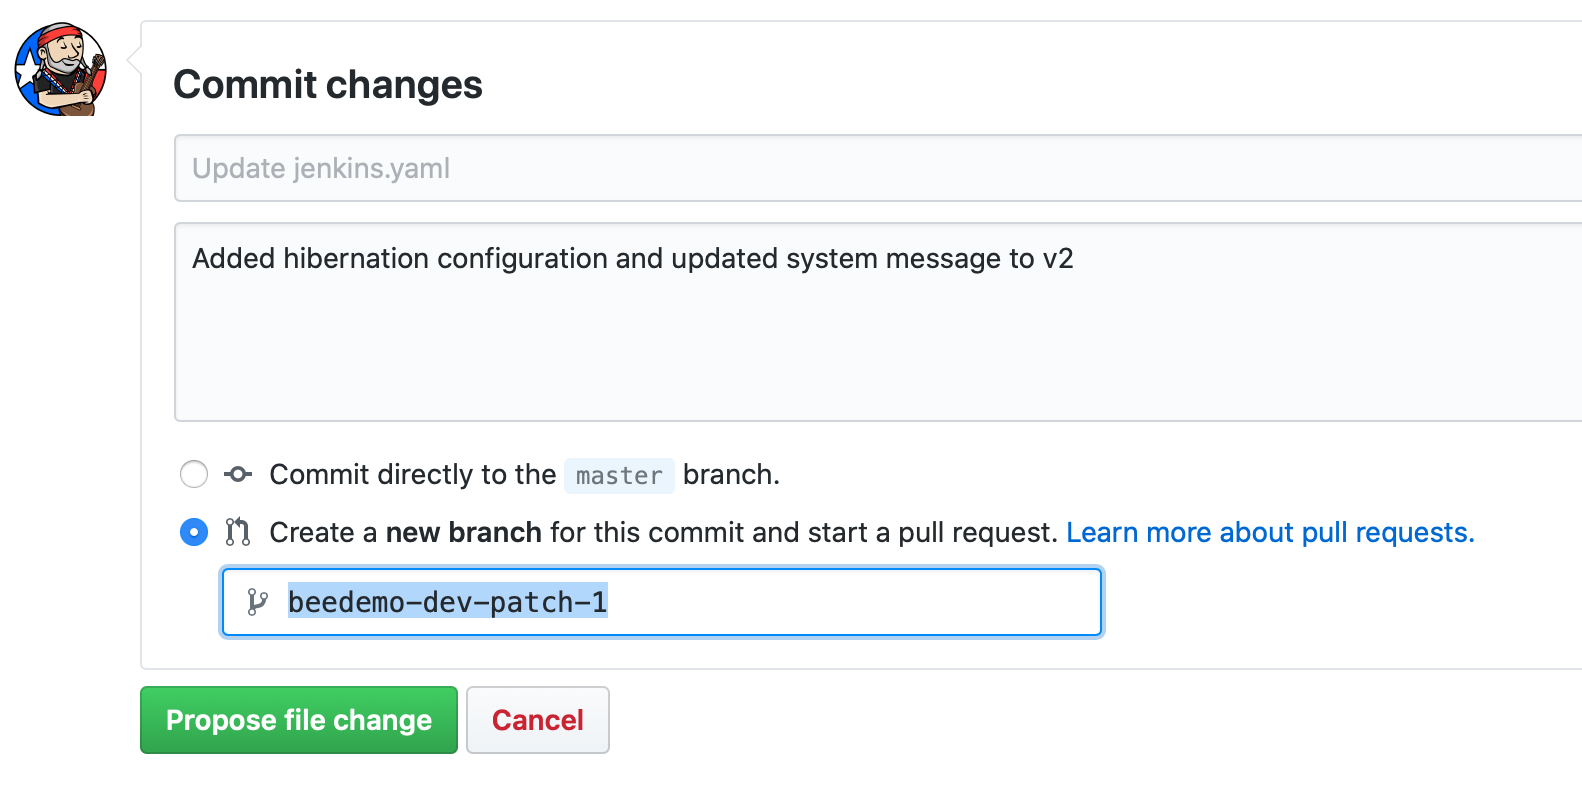 Commit changes
Update jenkins.yaml
Added hibernation configuration and updated system message to v2
Commit directly to the master branch.
Create a new branch for this commit and start a pull request. Learn more about pull requests.
beedemo-dev-patch-1
Propose file change Cancel